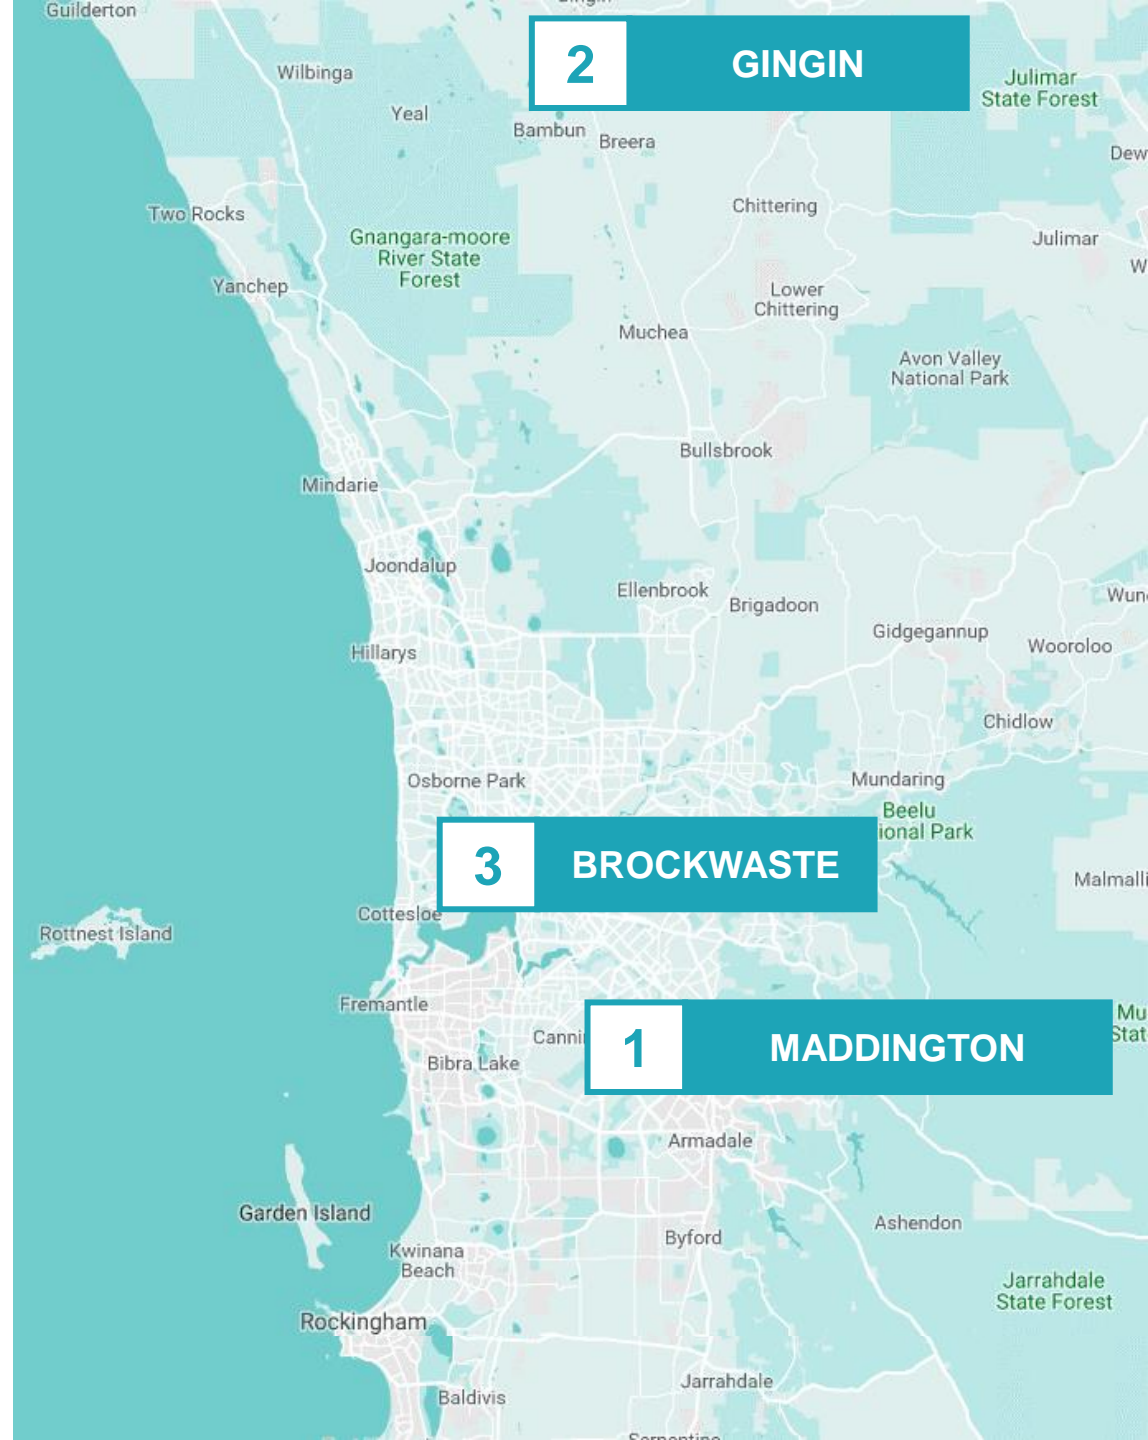 Guilderton
2 GINGIN
Wilbinga
Julimar
State Forest
Yeal
Bambun
Breera
Dew
Chittering
Two Rocks
Gnangara-moore
River State
Forest
Julimar
W
Yanchep
Lower
Chittering
Muchea
Avon Valley
National Park
Bullsbrook
Mindarie
Joondalup
Ellenbrook
Brigadoon
Wun
Gidgegannup
Wooroloo
Hillarys
Chidlow
Osborne Park
Mundaring
Beelu
ional Park
3 BROCKWASTE
Malmalli
Cottesloe
Rottnest Island
Fremantle
Mu
Stat
Canni
1 MADDINGTON
Bibra Lake
Armadale
Garden Island
Ashendon
Byford
Kwinana
Beach
Jarrahdale
State Forest
Rockingham
Jarrahdale
Baldivis